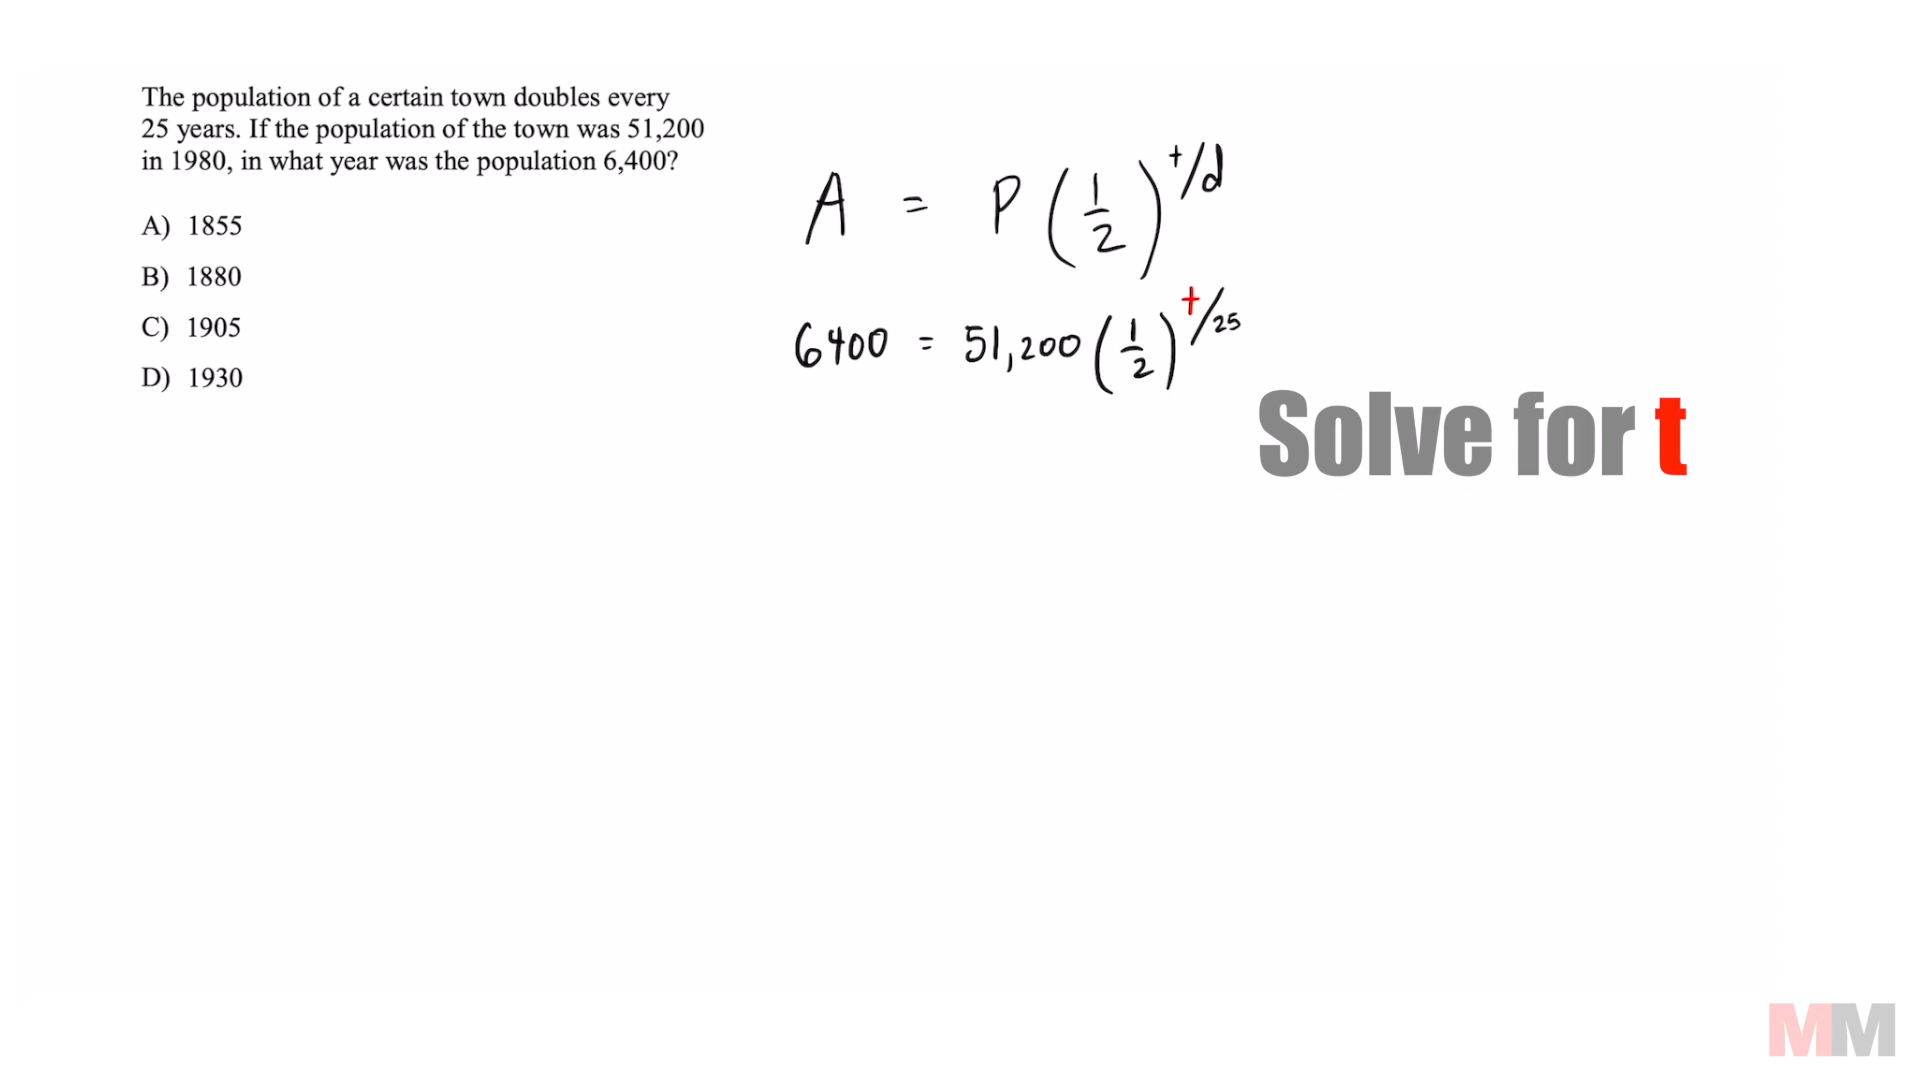 The population of a certain town doubles every
25 years. If the population of the town was 51,200
in 1980, in what year was the population 6,400?
A) 1855
B) 1880
C) 1905
D) 1930
A = P(1/2)^t/d
6400 = 51,200(1/2)^t/25
Solve for t
MM